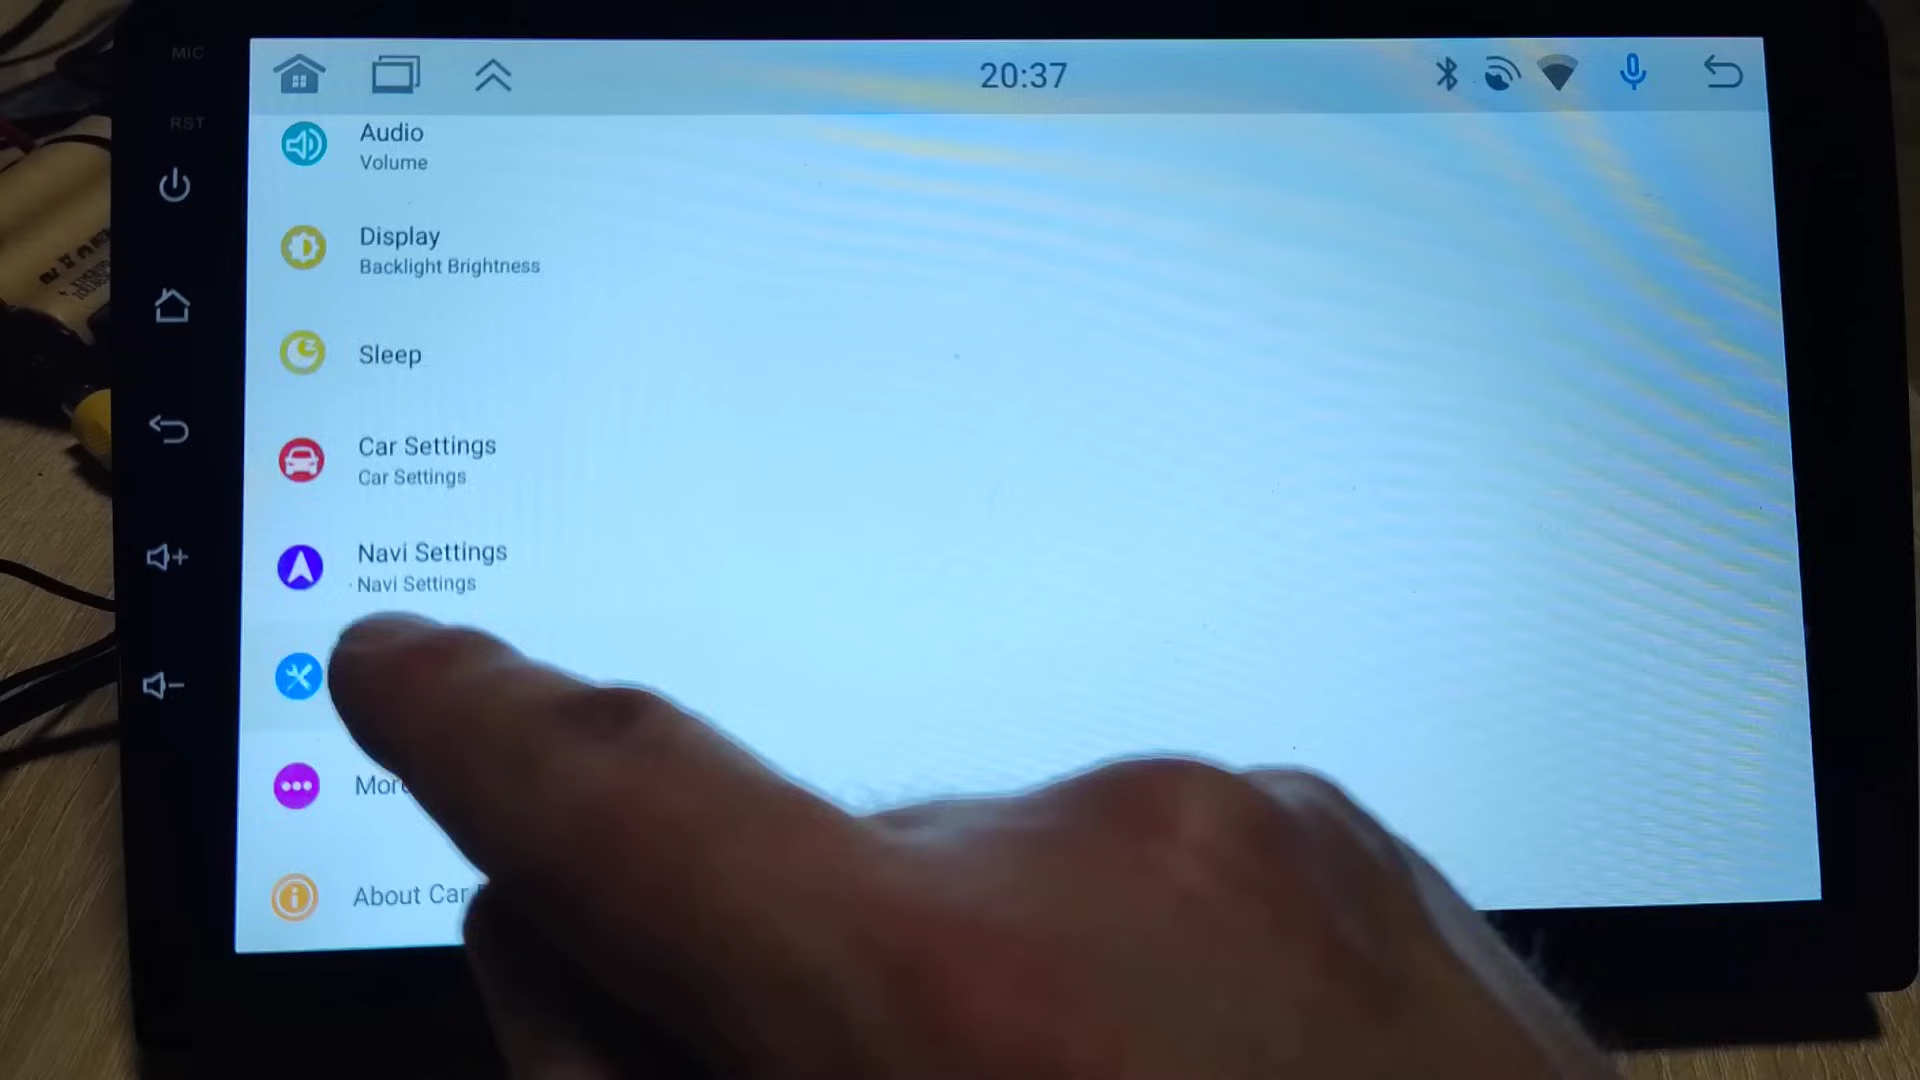 MIC
20:37
RST
Audio
Volume
Display
Backlight Brightness
Sleep
Car Settings
Car Settings
Navi Settings
Navi Settings
About Car